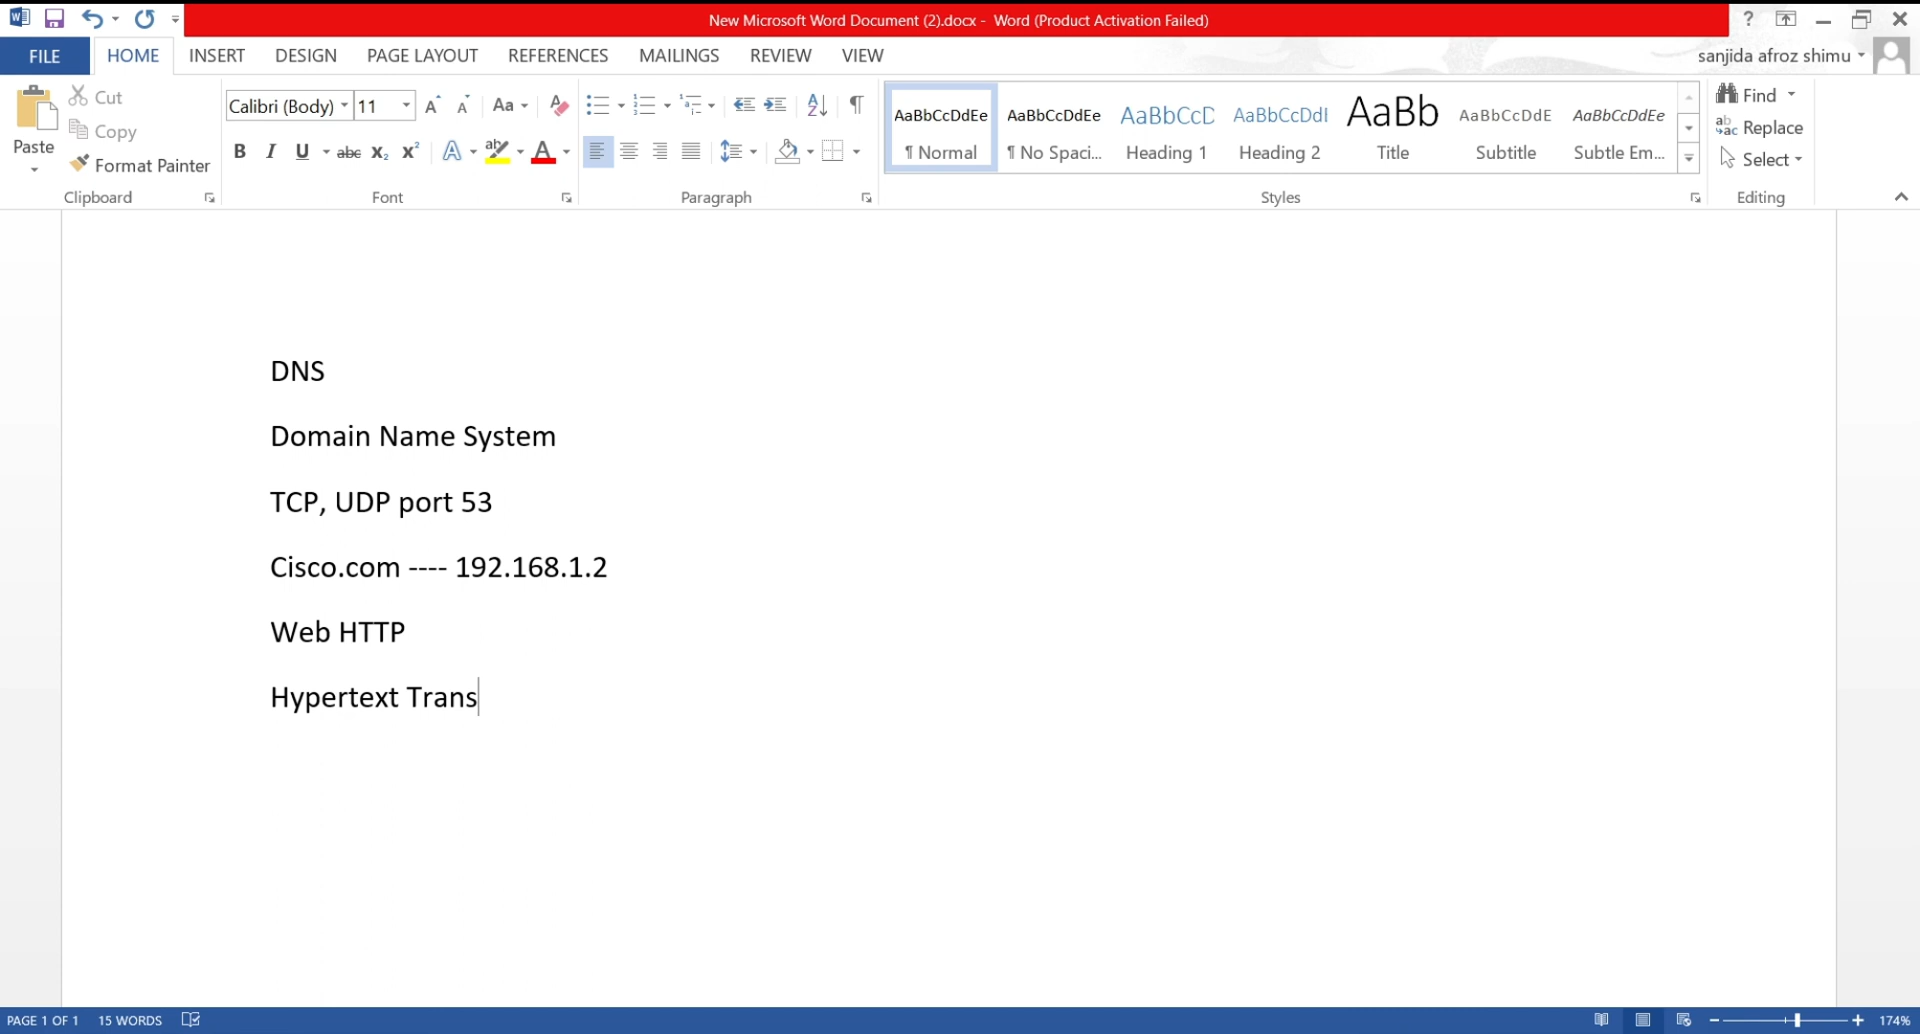 New Microsoft Word Document (2).docx - Word (Product Activation Failed)
?
FILE HOME INSERT DESIGN PAGE LAYOUT REFERENCES MAILINGS REVIEW VIEW
sanjida afroz shimu
Paste
Cut
Copy
Format Painter
Clipboard
Calibri (Body) 11
Aa
B I U abc X₂ X²
Font
Paragraph
AaBbCcDdEe AaBbCcDdEe AaBbCcD AaBbCcDdI AaBb AaBbCcDdE AaBbCcDdEe
¶ Normal ¶ No Spaci... Heading 1 Heading 2 Title Subtitle Subtle Em...
Styles
Find
Replace
Select
Editing
DNS
Domain Name System
TCP, UDP port 53
Cisco.com ---- 192.168.1.2
Web HTTP
Hypertext Trans
PAGE 1 OF 1 15 WORDS
174%